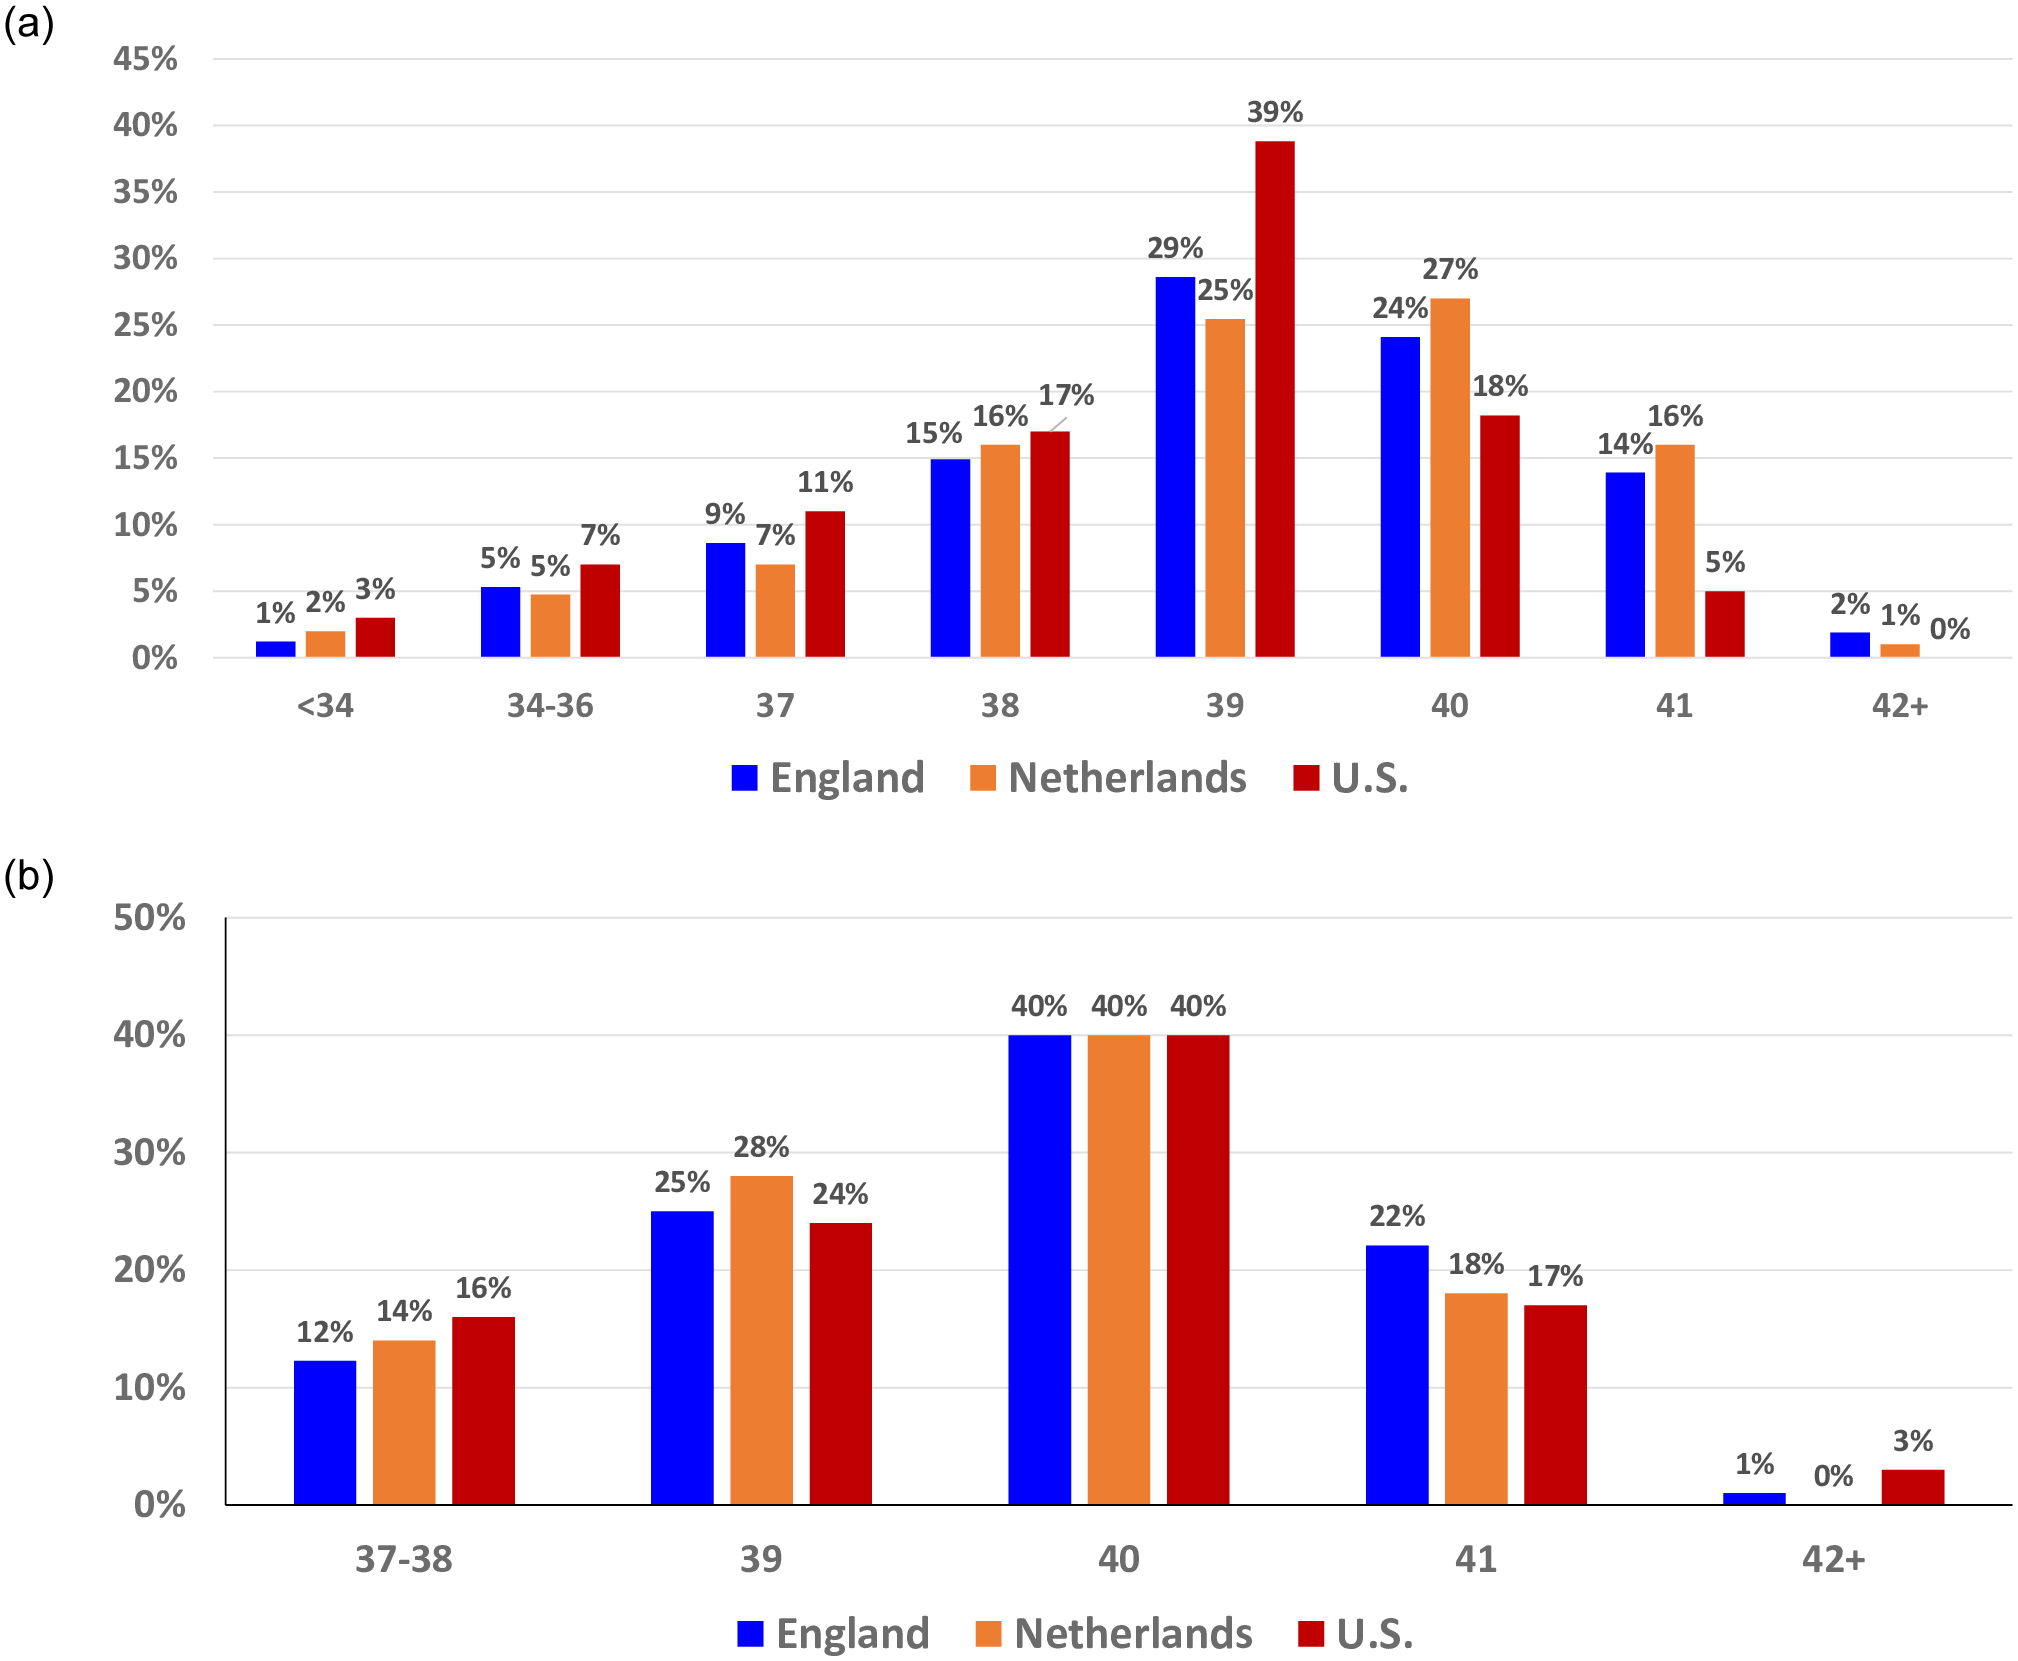 (a)
45%
40%
35%
30%
25%
20%
15%
10%
5%
0%
1% 2% 3%
5% 5% 7%
9% 7% 11%
15% 16% 17%
29% 25% 39%
24% 27% 18%
14% 16% 5%
2% 1% 0%
<34 34-36 37 38 39 40 41 42+
England Netherlands U.S.
(b)
50%
40%
30%
20%
10%
0%
12% 14% 16%
25% 28% 24%
40% 40% 40%
22% 18% 17%
1% 0% 3%
37-38 39 40 41 42+
England Netherlands U.S.